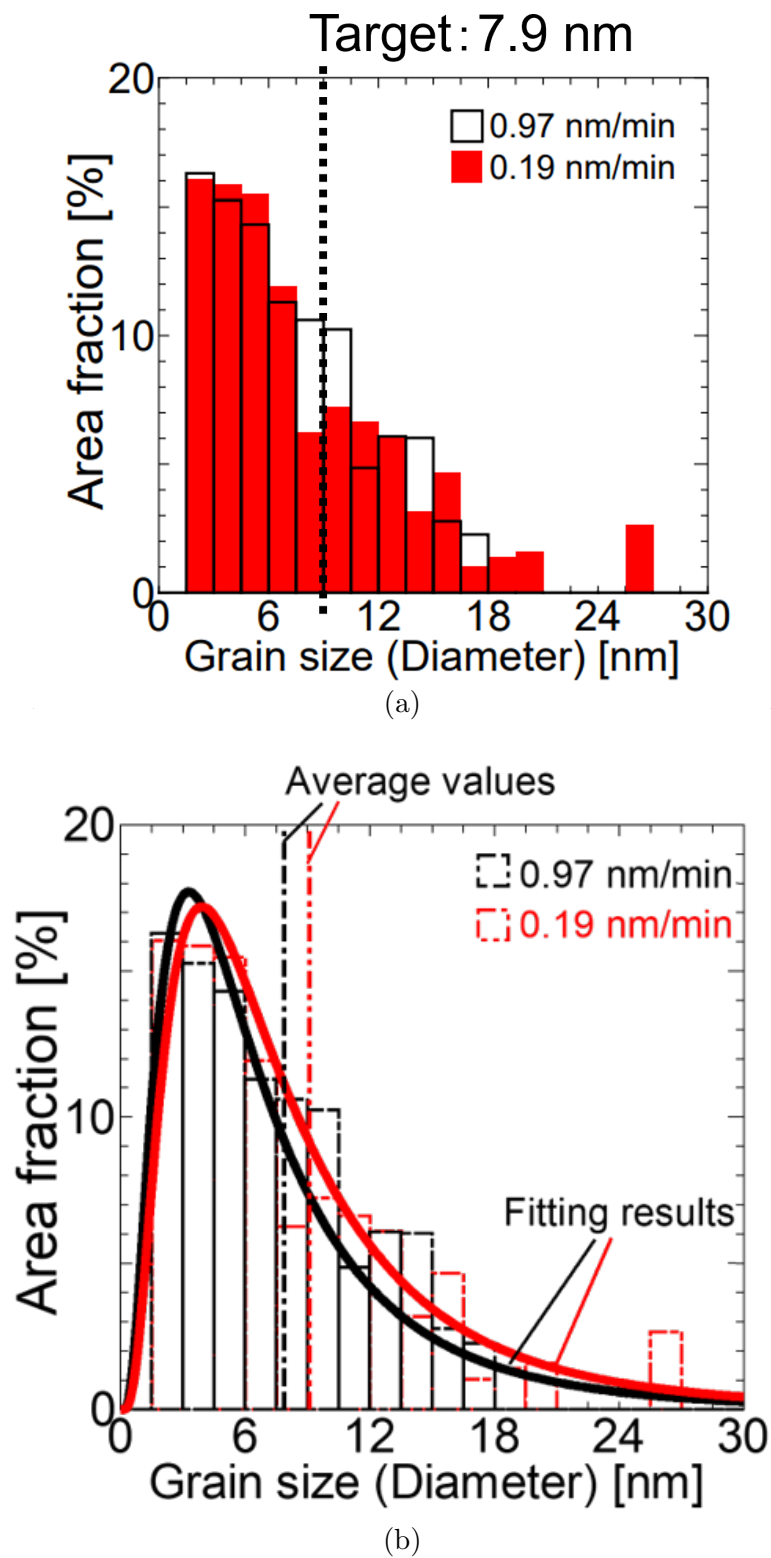 Target: 7.9 nm
20
0.97 nm/min
0.19 nm/min
Area fraction [%]
10
0
0 6 12 18 24 30
Grain size (Diameter) [nm]
(a)
Average values
20
0.97 nm/min
0.19 nm/min
Area fraction [%]
10
Fitting results
0
0 6 12 18 24 30
Grain size (Diameter) [nm]
(b)